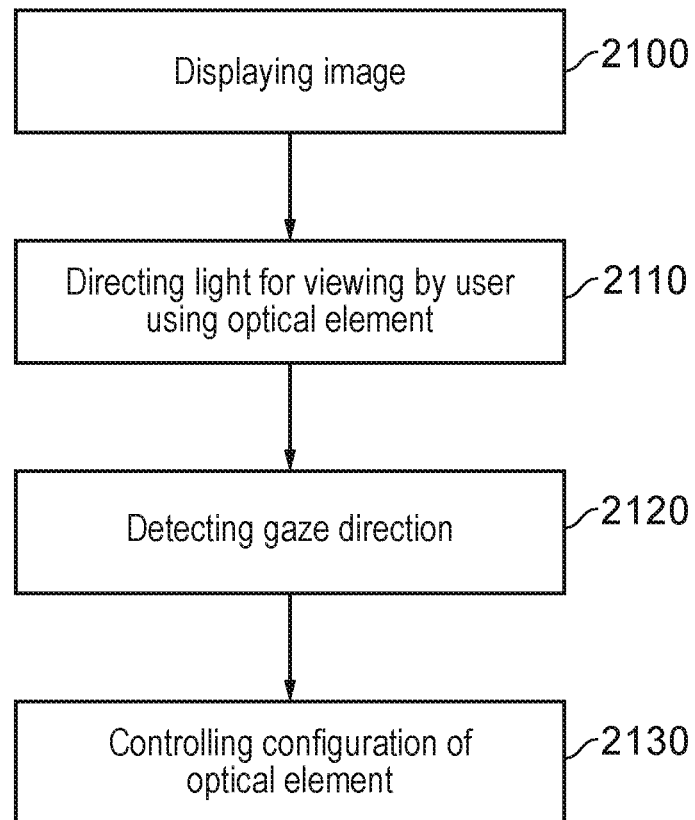 Displaying image
2100
Directing light for viewing by user
using optical element
2110
Detecting gaze direction
2120
Controlling configuration of
optical element
2130